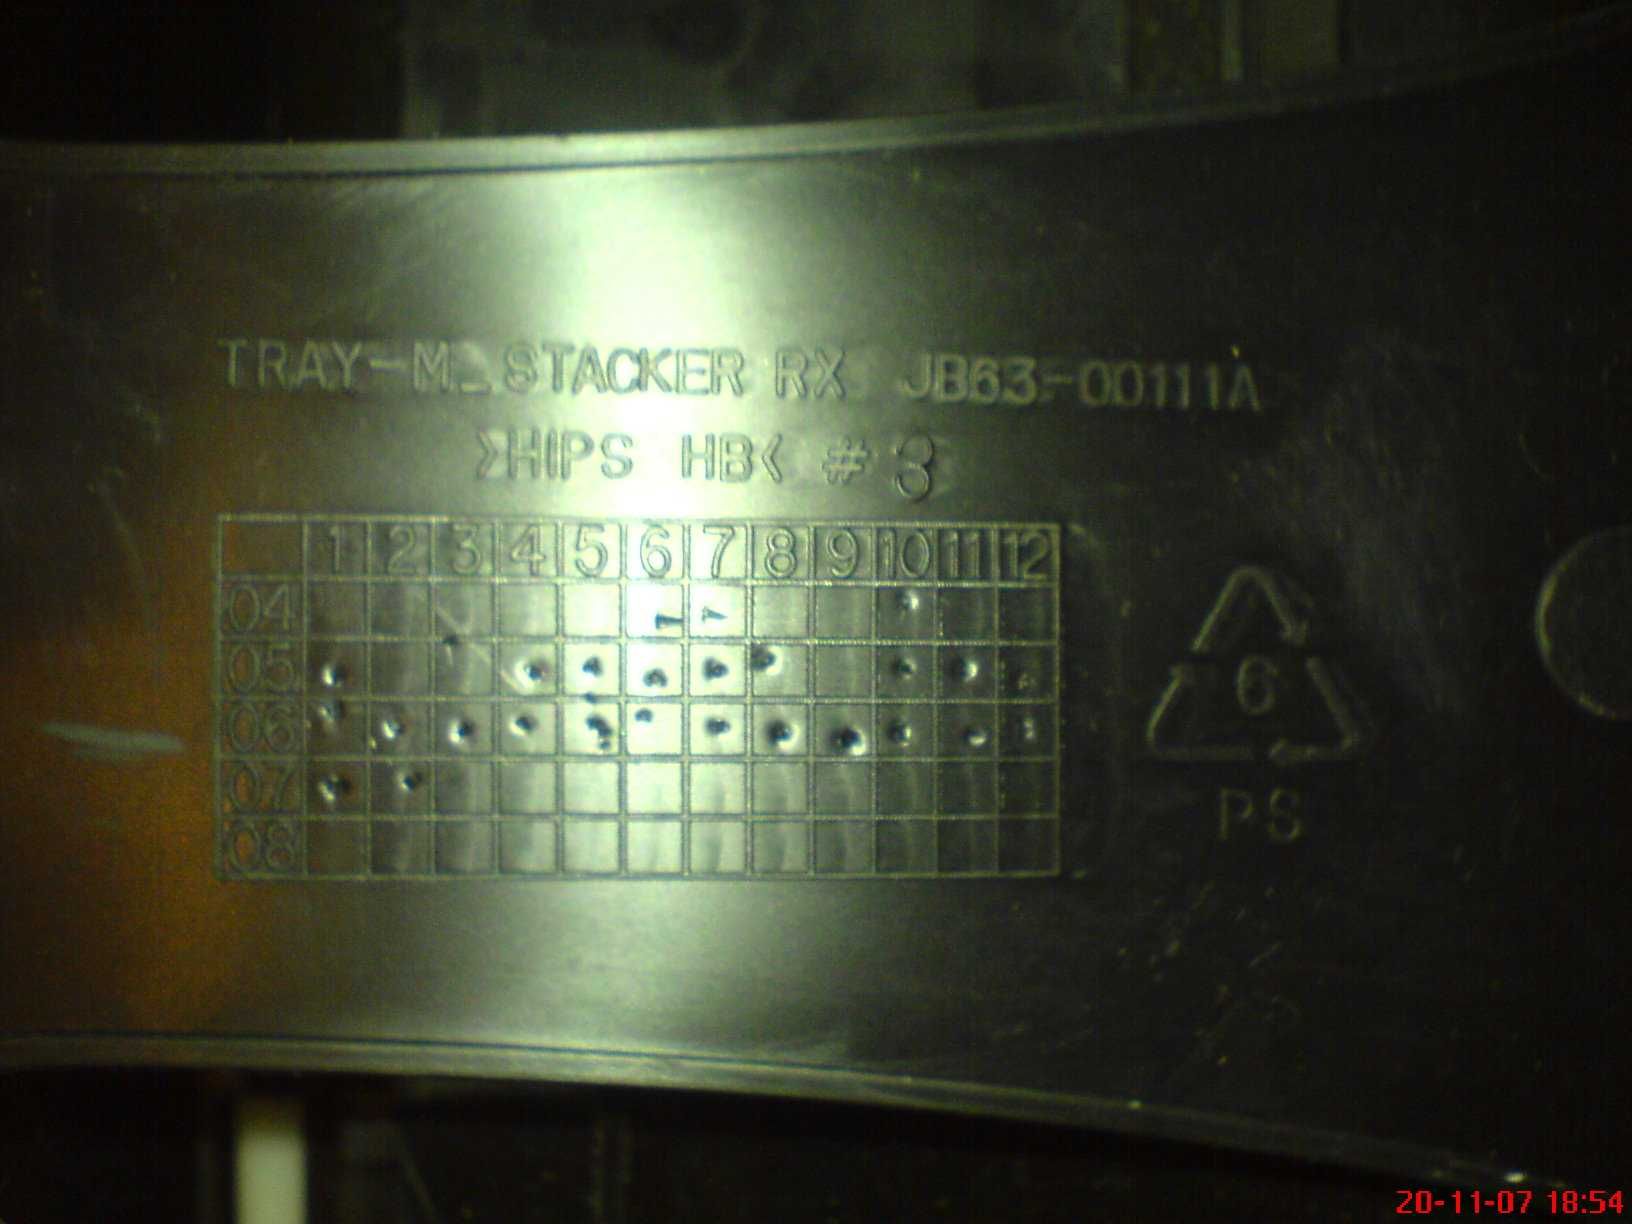 TRAY-M_STACKER RX JB63-00111A
>HIPS HB< # 3
1 2 3 4 5 6 7 8 9 10 11 12
04
05
06
07
08
6
PS
20-11-07 18:54